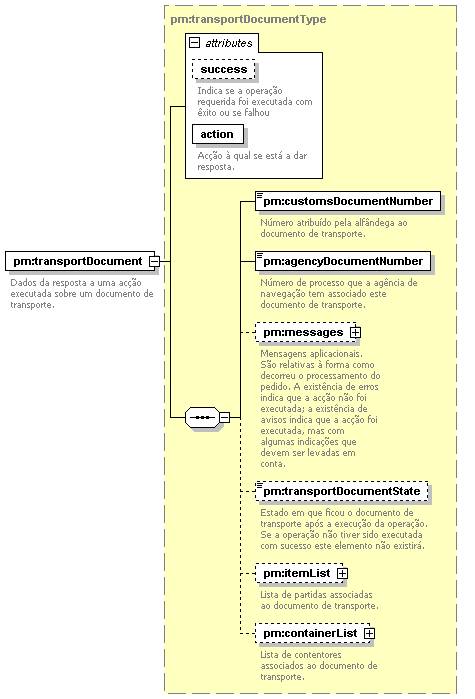 pm:transportDocumentType
attributes
success
Indica se a operação
requerida foi executada com
êxito ou se falhou
action
Acção à qual se está a dar
resposta.
pm:transportDocument
Dados da resposta a uma acção
executada sobre um documento de
transporte.
pm:customsDocumentNumber
Número atribuído pela alfândega ao
documento de transporte.
pm:agencyDocumentNumber
Número de processo que a agência de
navegação tem associado este
documento de transporte.
pm:messages
Mensagens aplicacionais.
São relativas à forma como
decorreu o processamento do
pedido. A existência de erros
indica que a acção não foi
executada; a existência de
avisos indica que a acção foi
executada, mas com
algumas indicações que
devem ser levadas em
conta.
pm:transportDocumentState
Estado em que ficou o documento de
transporte após a execução da operação.
Se a operação não tiver sido executada
com sucesso este elemento não existirá.
pm:itemList
Lista de partidas associadas
ao documento de transporte.
pm:containerList
Lista de contentores
associados ao documento de
transporte.